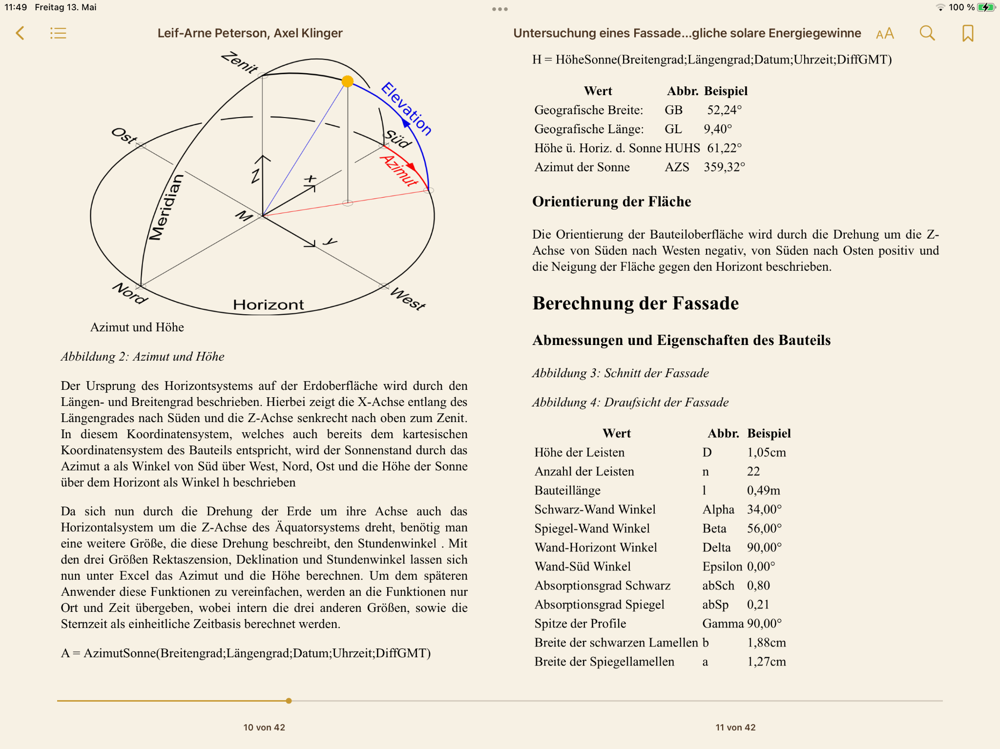 11:49 Freitag 13. Mai
100 %
Leif-Arne Peterson, Axel Klinger
Untersuchung eines Fassade...gliche solare Energiegewinne
AA
Zenit
Elevation
Ost
Süd
Azimut
Meridian
Z
x
M
y
Nord
Horizont
West
Azimut und Höhe
Abbildung 2: Azimut und Höhe
Der Ursprung des Horizontsystems auf der Erdoberfläche wird durch den
Längen- und Breitengrad beschrieben. Hierbei zeigt die X-Achse entlang des
Längengrades nach Süden und die Z-Achse senkrecht nach oben zum Zenit.
In diesem Koordinatensystem, welches auch bereits dem kartesischen
Koordinatensystem des Bauteils entspricht, wird der Sonnenstand durch das
Azimut a als Winkel von Süd über West, Nord, Ost und die Höhe der Sonne
über dem Horizont als Winkel h beschrieben
Da sich nun durch die Drehung der Erde um ihre Achse auch das
Horizontalsystem um die Z-Achse des Äquatorsystems dreht, benötig man
eine weitere Größe, die diese Drehung beschreibt, den Stundenwinkel . Mit
den drei Größen Rektaszension, Deklination und Stundenwinkel lassen sich
nun unter Excel das Azimut und die Höhe berechnen. Um dem späteren
Anwender diese Funktionen zu vereinfachen, werden an die Funktionen nur
Ort und Zeit übergeben, wobei intern die drei anderen Größen, sowie die
Sternzeit als einheitliche Zeitbasis berechnet werden.
A = AzimutSonne(Breitengrad;Längengrad;Datum;Uhrzeit;DiffGMT)
10 von 42
H = HöheSonne(Breitengrad;Längengrad;Datum;Uhrzeit;DiffGMT)
Wert Abbr. Beispiel
Geografische Breite: GB 52,24°
Geografische Länge: GL 9,40°
Höhe ü. Horiz. d. Sonne HUHS 61,22°
Azimut der Sonne AZS 359,32°
Orientierung der Fläche
Die Orientierung der Bauteiloberfläche wird durch die Drehung um die Z-
Achse von Süden nach Westen negativ, von Süden nach Osten positiv und
die Neigung der Fläche gegen den Horizont beschrieben.
Berechnung der Fassade
Abmessungen und Eigenschaften des Bauteils
Abbildung 3: Schnitt der Fassade
Abbildung 4: Draufsicht der Fassade
Wert Abbr. Beispiel
Höhe der Leisten D 1,05cm
Anzahl der Leisten n 22
Bauteillänge l 0,49m
Schwarz-Wand Winkel Alpha 34,00°
Spiegel-Wand Winkel Beta 56,00°
Wand-Horizont Winkel Delta 90,00°
Wand-Süd Winkel Epsilon 0,00°
Absorptionsgrad Schwarz abSch 0,80
Absorptionsgrad Spiegel abSp 0,21
Spitze der Profile Gamma 90,00°
Breite der schwarzen Lamellen b 1,88cm
Breite der Spiegellamellen a 1,27cm
11 von 42